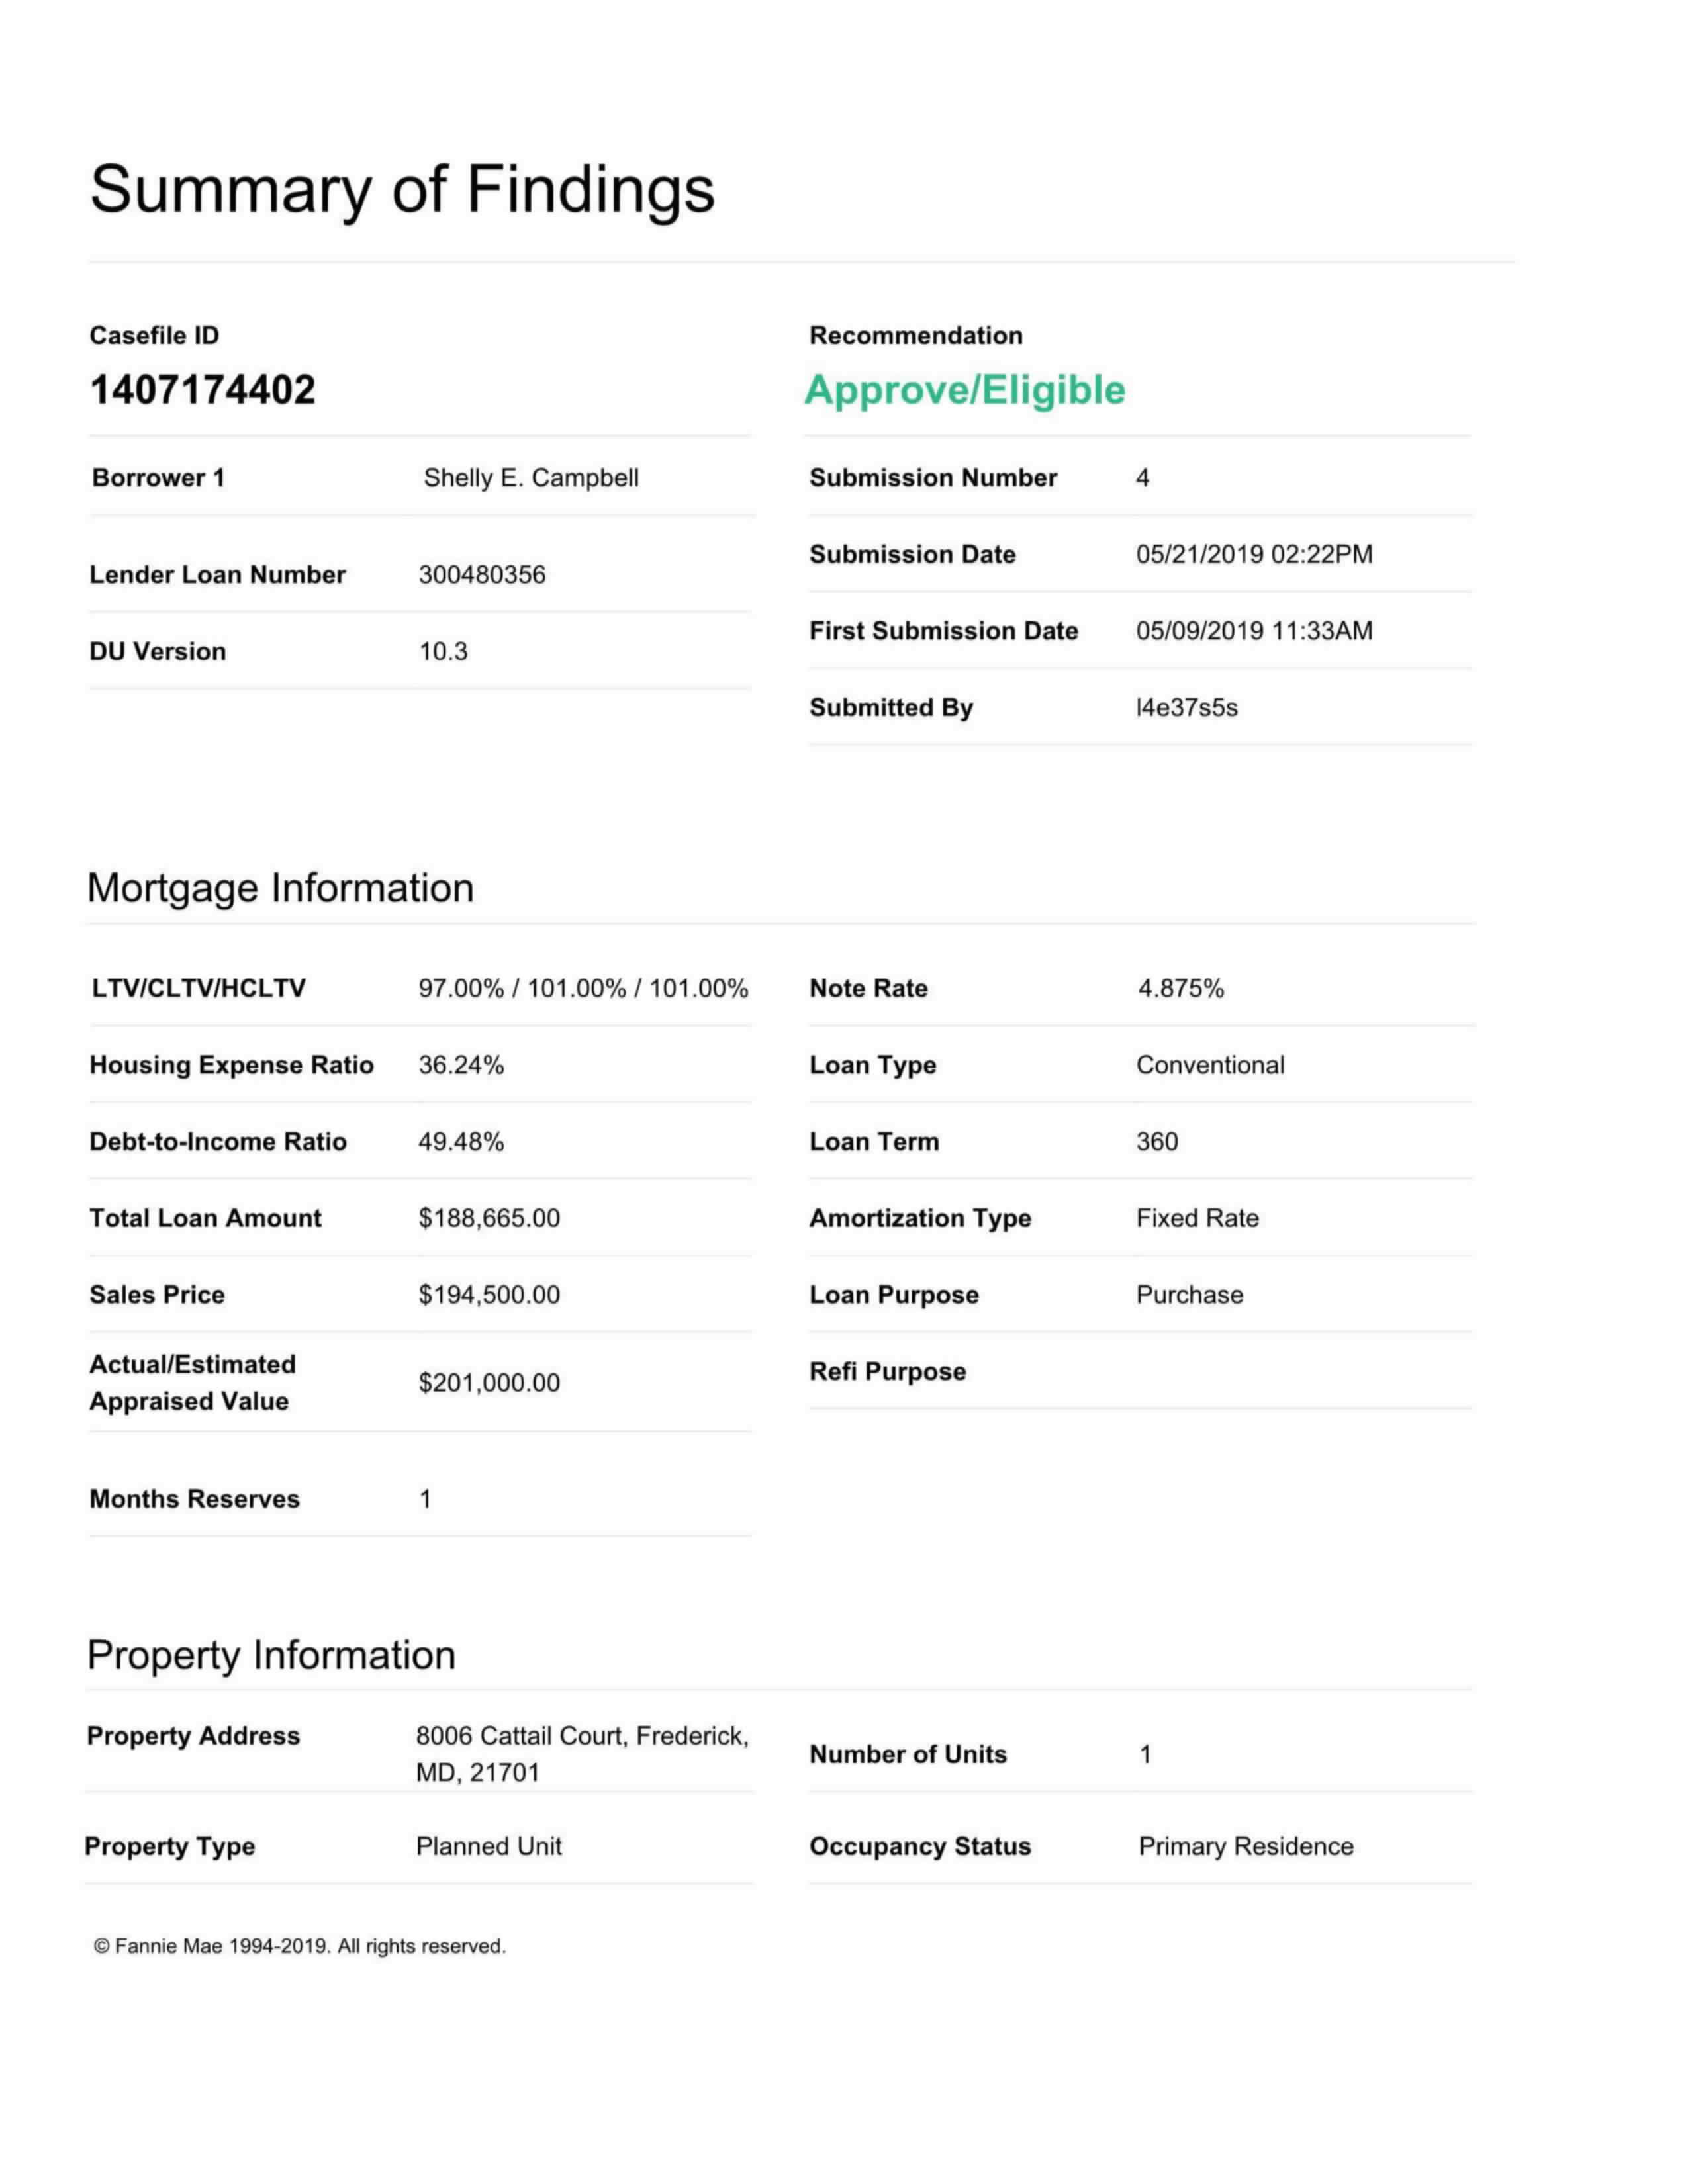 Summary of Findings
Casefile ID
1407174402
Recommendation
Approve/Eligible
Borrower 1 Shelly E. Campbell
Lender Loan Number 300480356
DU Version 10.3
Submission Number 4
Submission Date 05/21/2019 02:22PM
First Submission Date 05/09/2019 11:33AM
Submitted By l4e37s5s
Mortgage Information
LTV/CLTV/HCLTV 97.00% / 101.00% / 101.00%
Housing Expense Ratio 36.24%
Debt-to-Income Ratio 49.48%
Total Loan Amount $188,665.00
Sales Price $194,500.00
Actual/Estimated
Appraised Value $201,000.00
Months Reserves 1
Note Rate 4.875%
Loan Type Conventional
Loan Term 360
Amortization Type Fixed Rate
Loan Purpose Purchase
Refi Purpose
Property Information
Property Address 8006 Cattail Court, Frederick,
MD, 21701
Property Type Planned Unit
Number of Units 1
Occupancy Status Primary Residence
© Fannie Mae 1994-2019. All rights reserved.